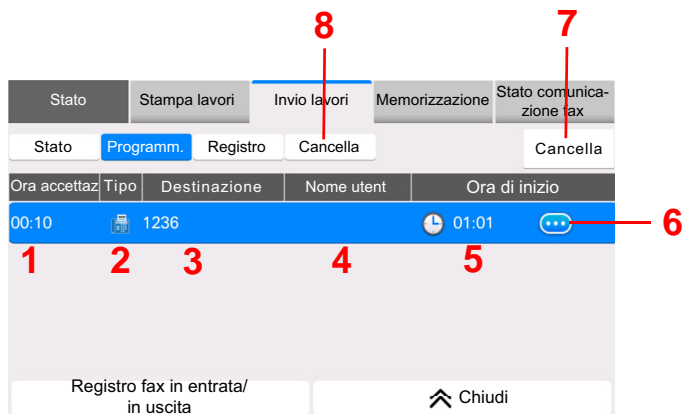 8
7
Stato
Stampa lavori
Invio lavori
Memorizzazione
Stato comunica-
zione fax
Stato
Programm.
Registro
Cancella
Cancella
Ora accettaz
Tipo
Destinazione
Nome utent
Ora di inizio
00:10
1236
01:01
6
1
2
3
4
5
Registro fax in entrata/
in uscita
Chiudi